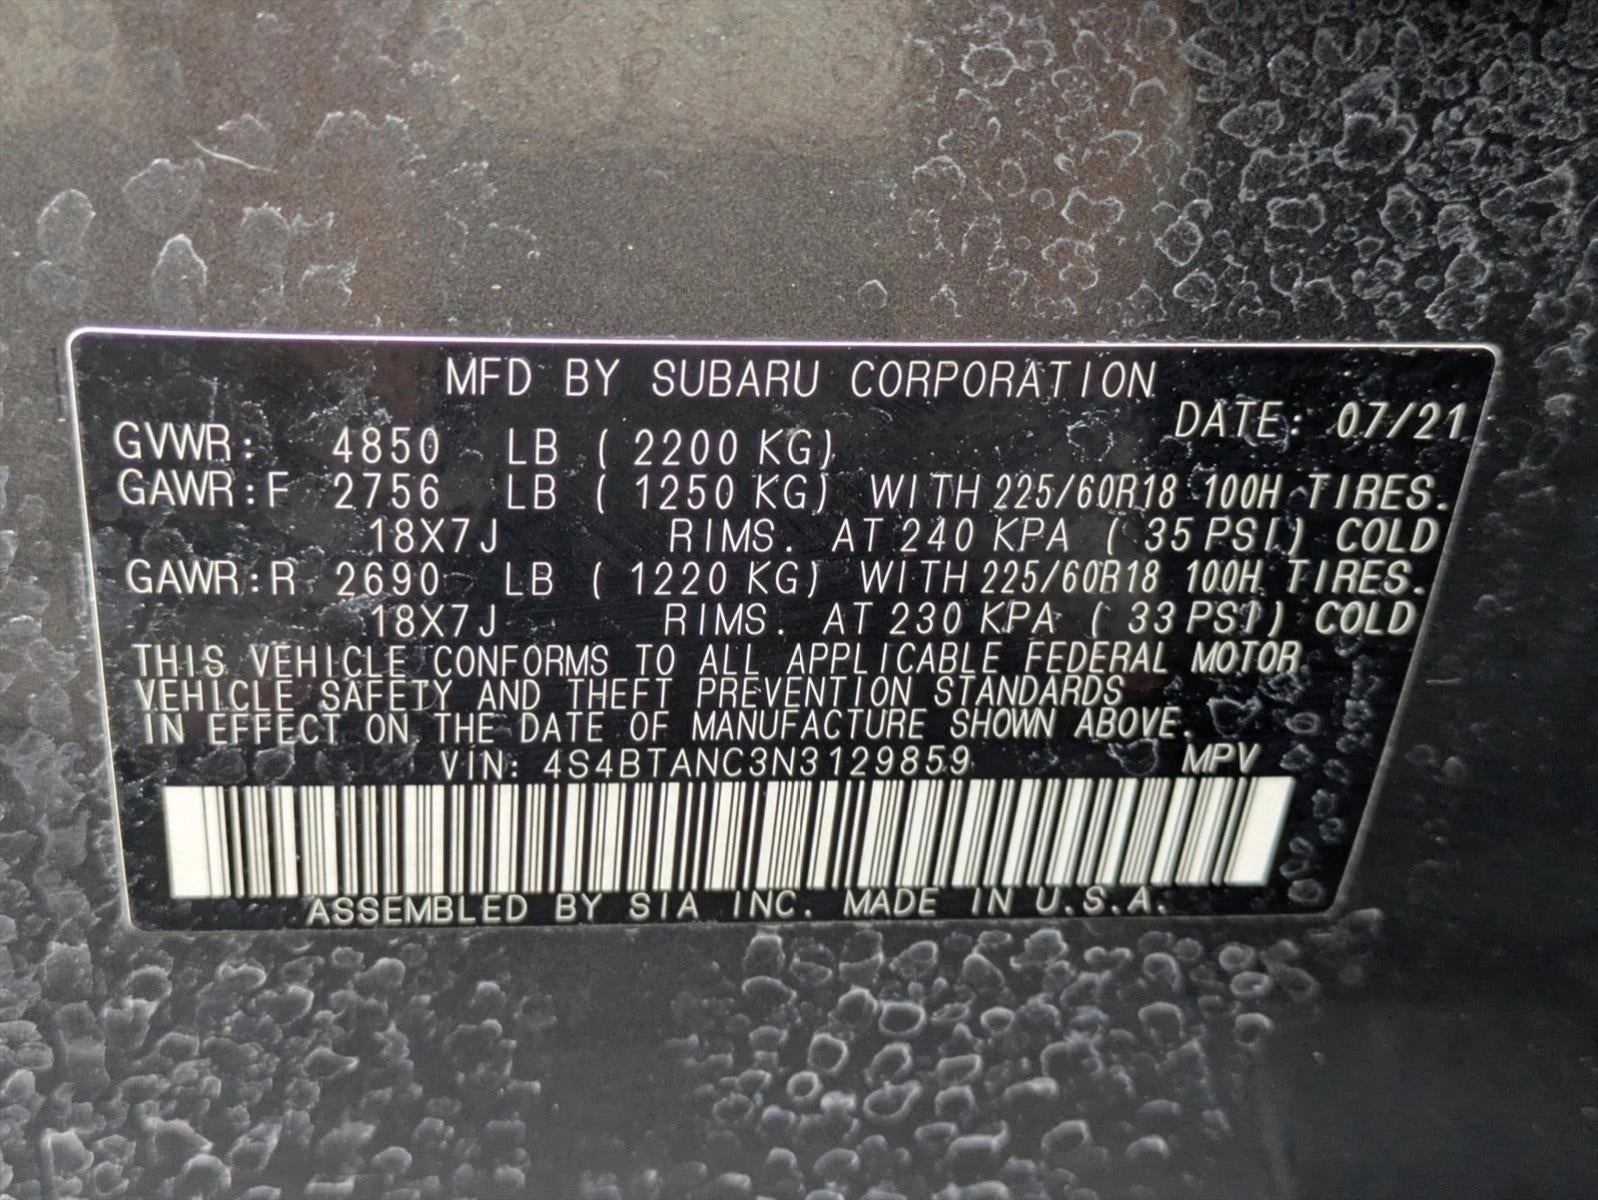 MFD BY SUBARU CORPORATION
DATE: 07/21
GVWR: 4850 LB ( 2200 KG)
GAWR:F 2756 LB ( 1250 KG) WITH 225/60R18 100H TIRES.
18X7J RIMS. AT 240 KPA ( 35 PSI) COLD
GAWR:R 2690 LB ( 1220 KG) WITH 225/60R18 100H TIRES.
18X7J RIMS. AT 230 KPA ( 33 PSI) COLD
THIS VEHICLE CONFORMS TO ALL APPLICABLE FEDERAL MOTOR
VEHICLE SAFETY AND THEFT PREVENTION STANDARDS
IN EFFECT ON THE DATE OF MANUFACTURE SHOWN ABOVE.
VIN: 4S4BTANC3N3129859 MPV
ASSEMBLED BY SIA INC. MADE IN U.S.A.